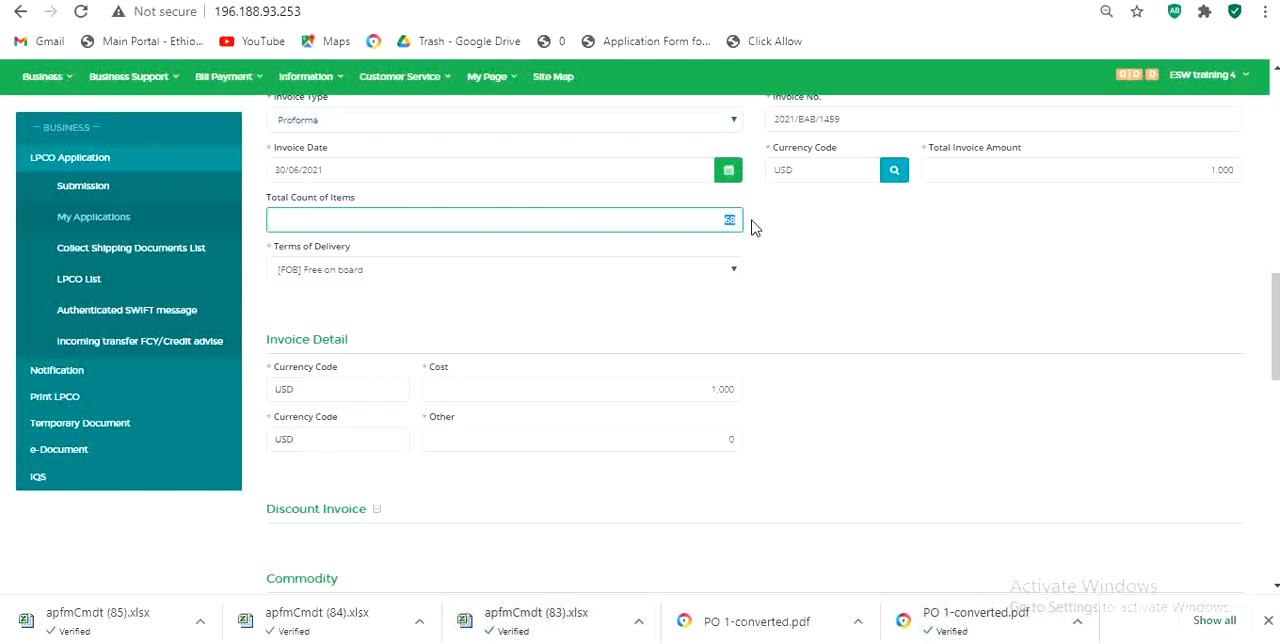 Not secure 196.188.93.253
Gmail Main Portal - Ethio... YouTube Maps Trash - Google Drive 0 Application Form fo... Click Allow
Business Business Support Bill Payment Information Customer Service My Page Site Map ESW training 4
* Invoice Type * Invoice No.
— BUSINESS — Proforma 2021/BAB/1459
LPCO Application * Invoice Date * Currency Code * Total Invoice Amount
30/06/2021 USD 1.000
Submission Total Count of Items
My Applications 68
Collect Shipping Documents List * Terms of Delivery
LPCO List [FOB] Free on board
Authenticated SWIFT message
Incoming transfer FCY/Credit advise Invoice Detail
Notification * Currency Code * Cost
Print LPCO USD 1,000
Temporary Document * Currency Code * Other
e-Document USD 0
IQS
Discount Invoice
Commodity
Activate Windows
Go to Settings to activate Windows.
apfmCmdt (85).xlsx apfmCmdt (84).xlsx apfmCmdt (83).xlsx PO 1-converted.pdf PO 1-converted.pdf Show all
Verified Verified Verified Verified